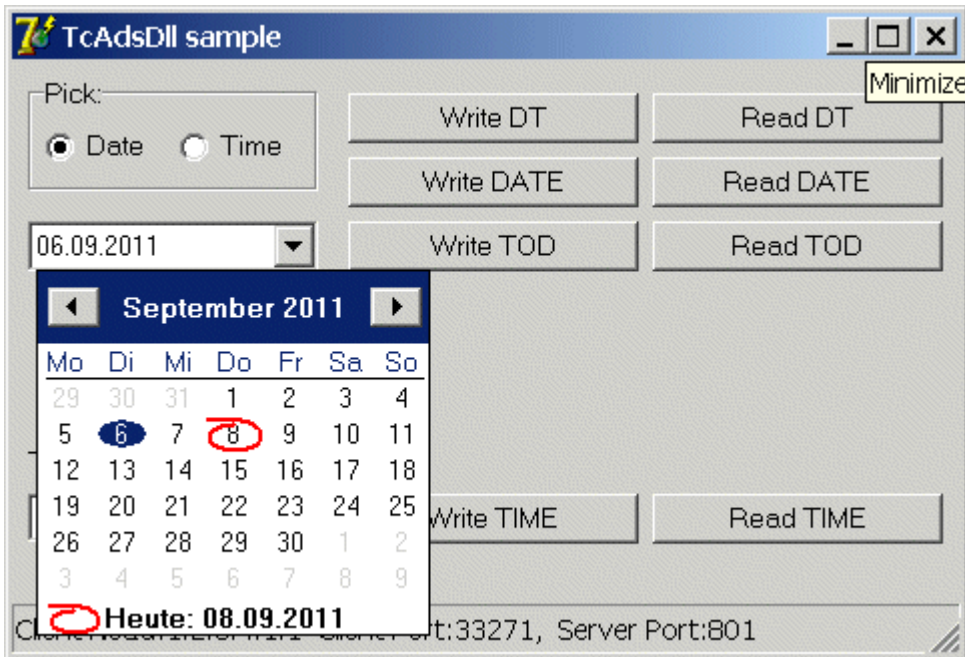 TcAdsDll sample
Minimize
Pick:
Date Time
Write DT Read DT
Write DATE Read DATE
06.09.2011
Write TOD Read TOD
September 2011
Mo Di Mi Do Fr Sa So
29 30 31 1 2 3 4
5 6 7 8 9 10 11
12 13 14 15 16 17 18
19 20 21 22 23 24 25
26 27 28 29 30 1 2
3 4 5 6 7 8 9
Heute: 08.09.2011
Write TIME Read TIME
Port:33271, Server Port:801